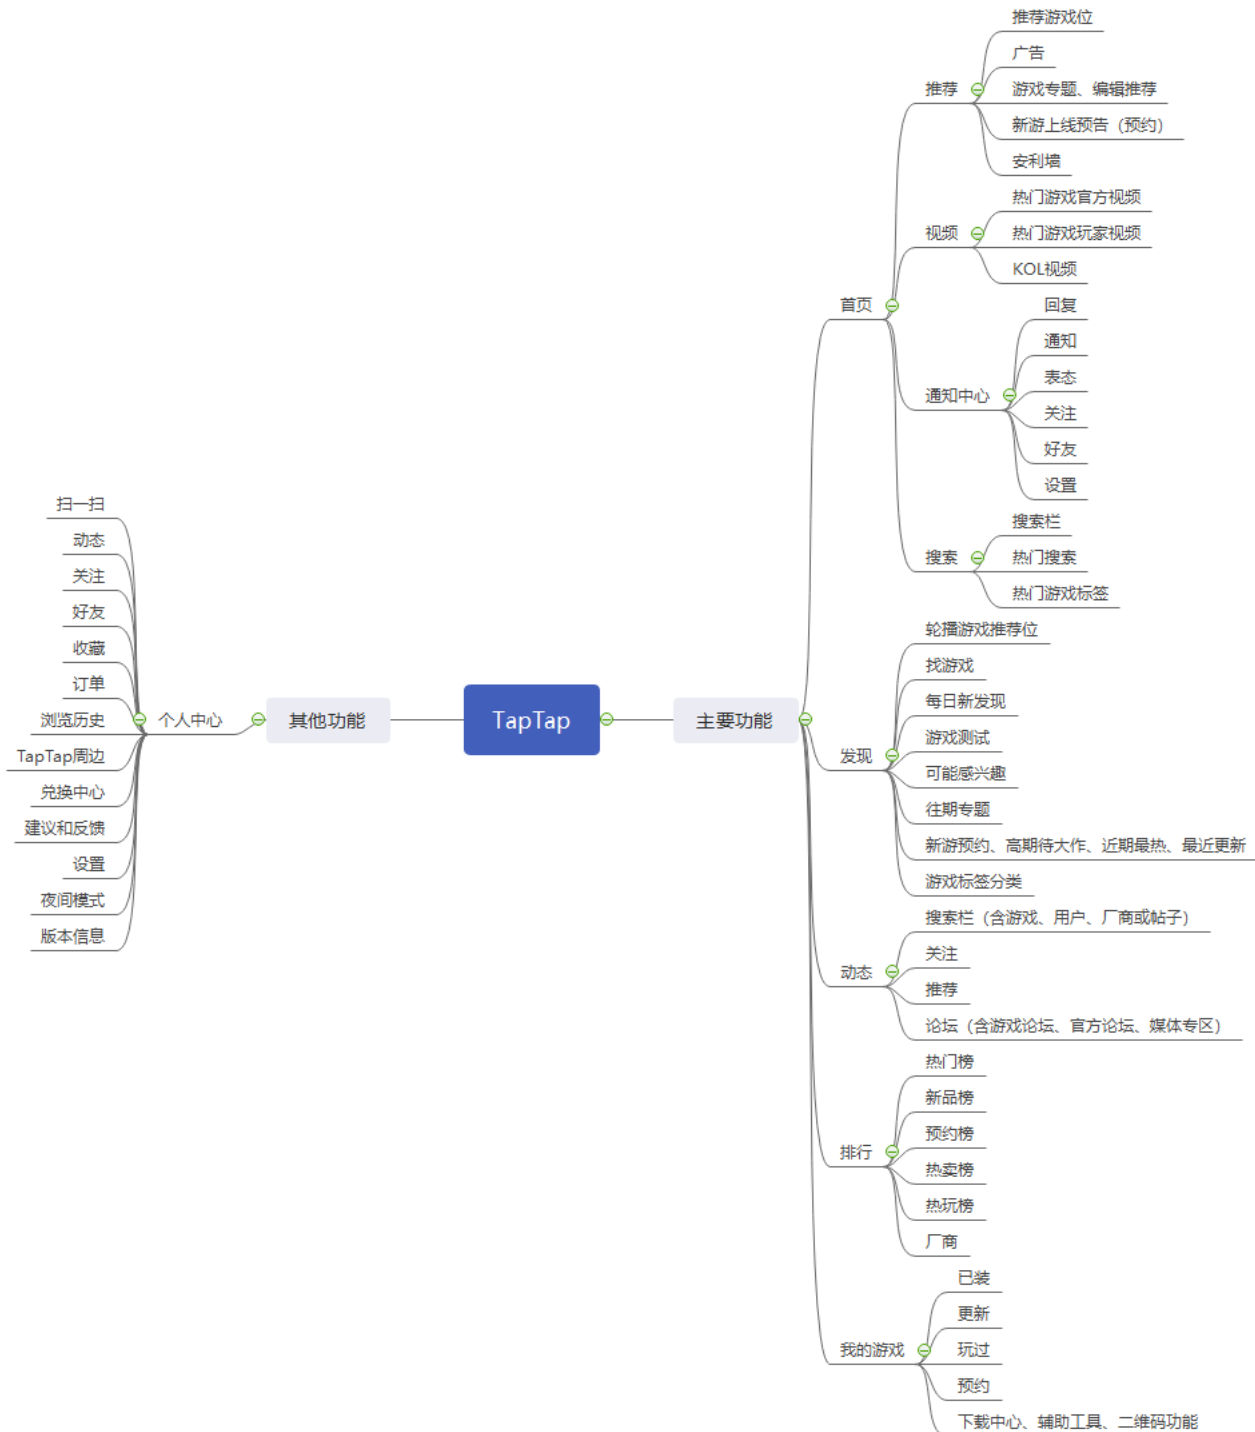 TapTap
主要功能
首页
推荐
推荐游戏位
广告
游戏专题、编辑推荐
新游上线预告（预约）
安利墙
视频
热门游戏官方视频
热门游戏玩家视频
KOL视频
通知中心
回复
通知
表态
关注
好友
设置
搜索
搜索栏
热门搜索
热门游戏标签
发现
轮播游戏推荐位
找游戏
每日新发现
游戏测试
可能感兴趣
往期专题
新游预约、高期待大作、近期最热、最近更新
游戏标签分类
动态
搜索栏（含游戏、用户、厂商或帖子）
关注
推荐
论坛（含游戏论坛、官方论坛、媒体专区）
排行
热门榜
新品榜
预约榜
热卖榜
热玩榜
厂商
我的游戏
已装
更新
玩过
预约
下载中心、辅助工具、二维码功能
其他功能
个人中心
扫一扫
动态
关注
好友
收藏
订单
浏览历史
TapTap周边
兑换中心
建议和反馈
设置
夜间模式
版本信息